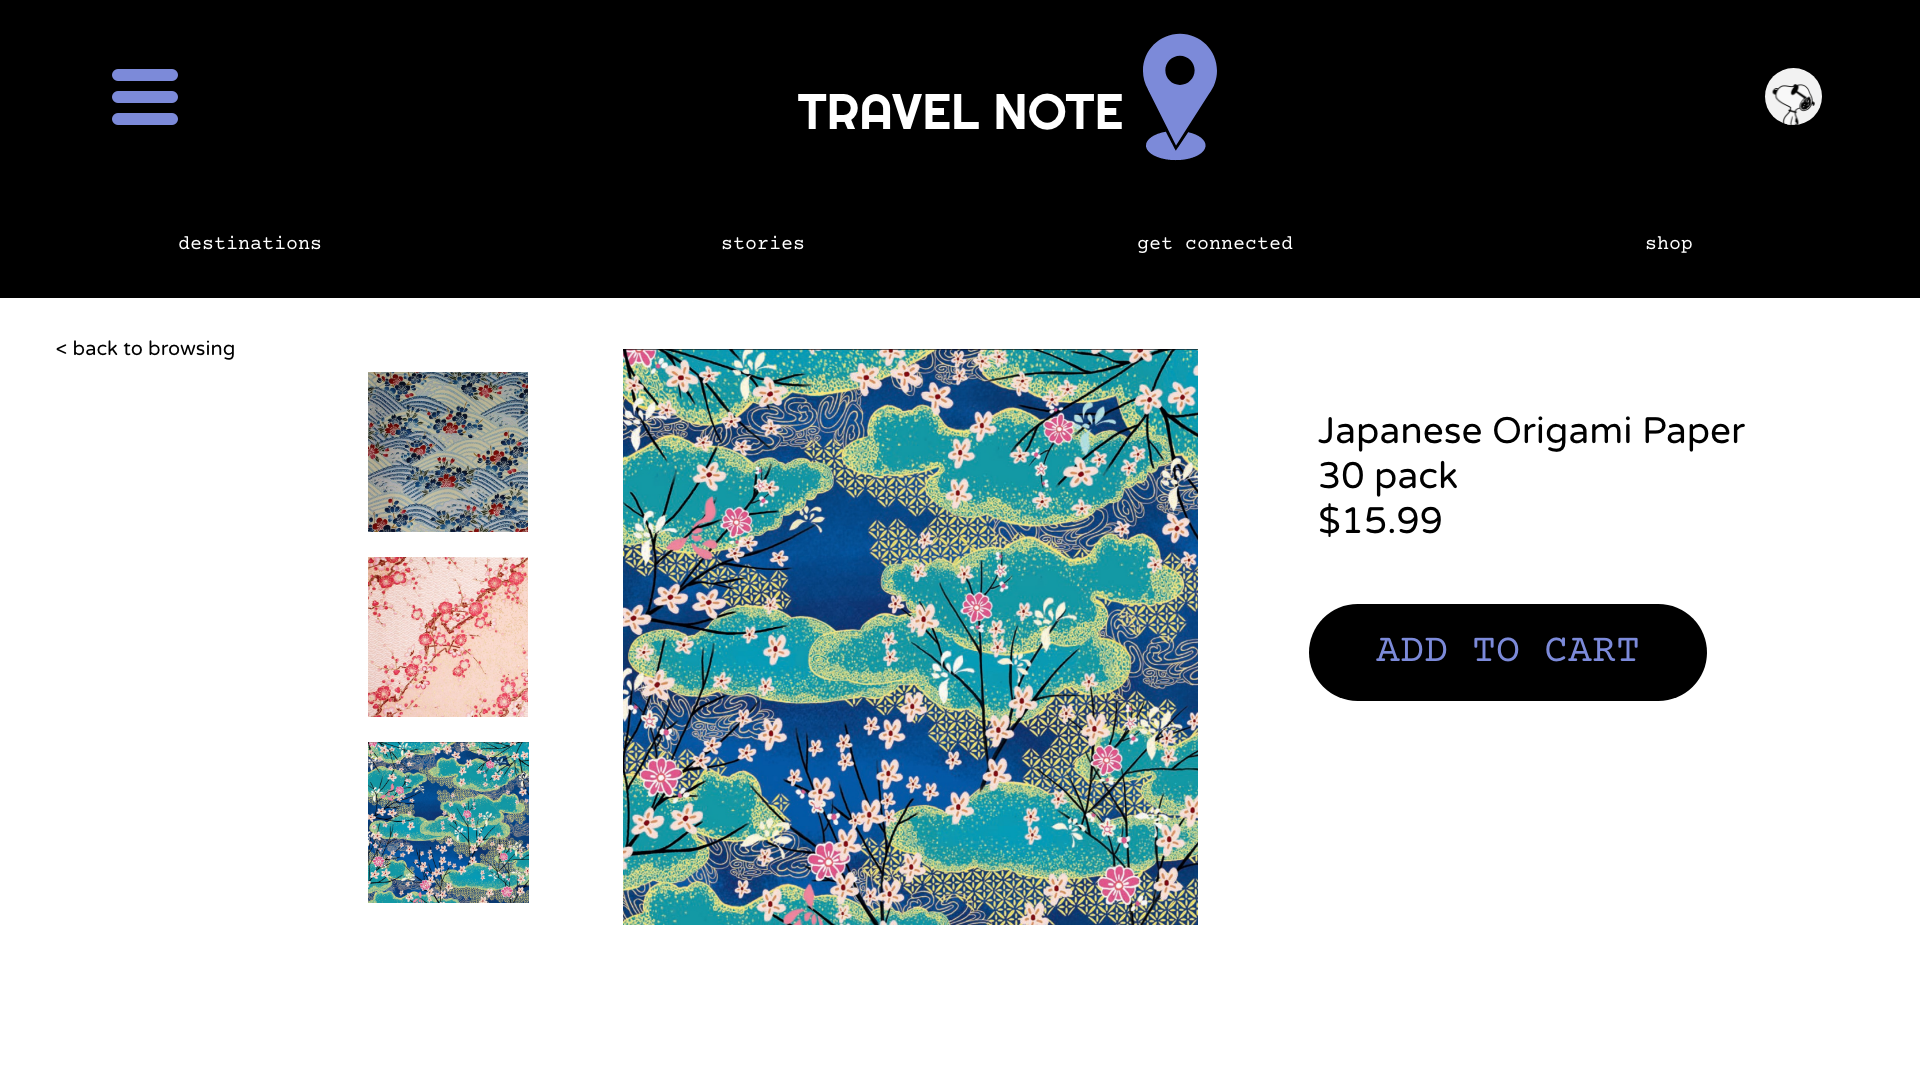 TRAVEL NOTE
destinations
stories
get connected
shop
< back to browsing
Japanese Origami Paper
30 pack
$15.99
ADD TO CART